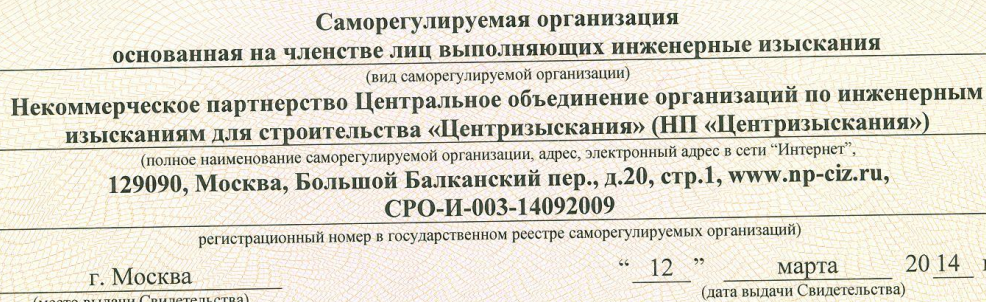 Саморегулируемая организация
основанная на членстве лиц выполняющих инженерные изыскания
(вид саморегулируемой организации)
Некоммерческое партнерство Центральное объединение организаций по инженерным
изысканиям для строительства «Центризыскания» (НП «Центризыскания»)
(полное наименование саморегулируемой организации, адрес, электронный адрес в сети “Интернет”,
129090, Москва, Большой Балканский пер., д.20, стр.1, www.np-ciz.ru,
СРО-И-003-14092009
регистрационный номер в государственном реестре саморегулируемых организаций)
г. Москва “ 12 ” марта 20 14 г
(место выдачи Свидетельства) (дата выдачи Свидетельства)